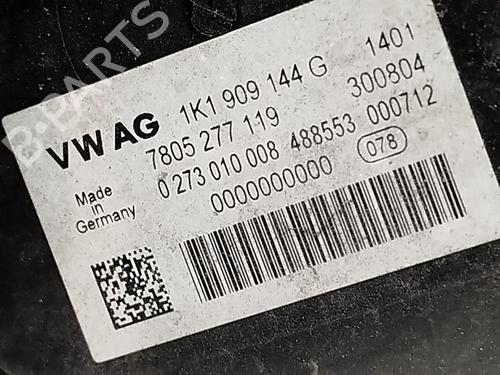 B-PARTS
VW AG 1K1 909 144 G 1401
7805 277 119 300804
0 273 010 008 488553 000712
0000000000 078
Made
in
Germany